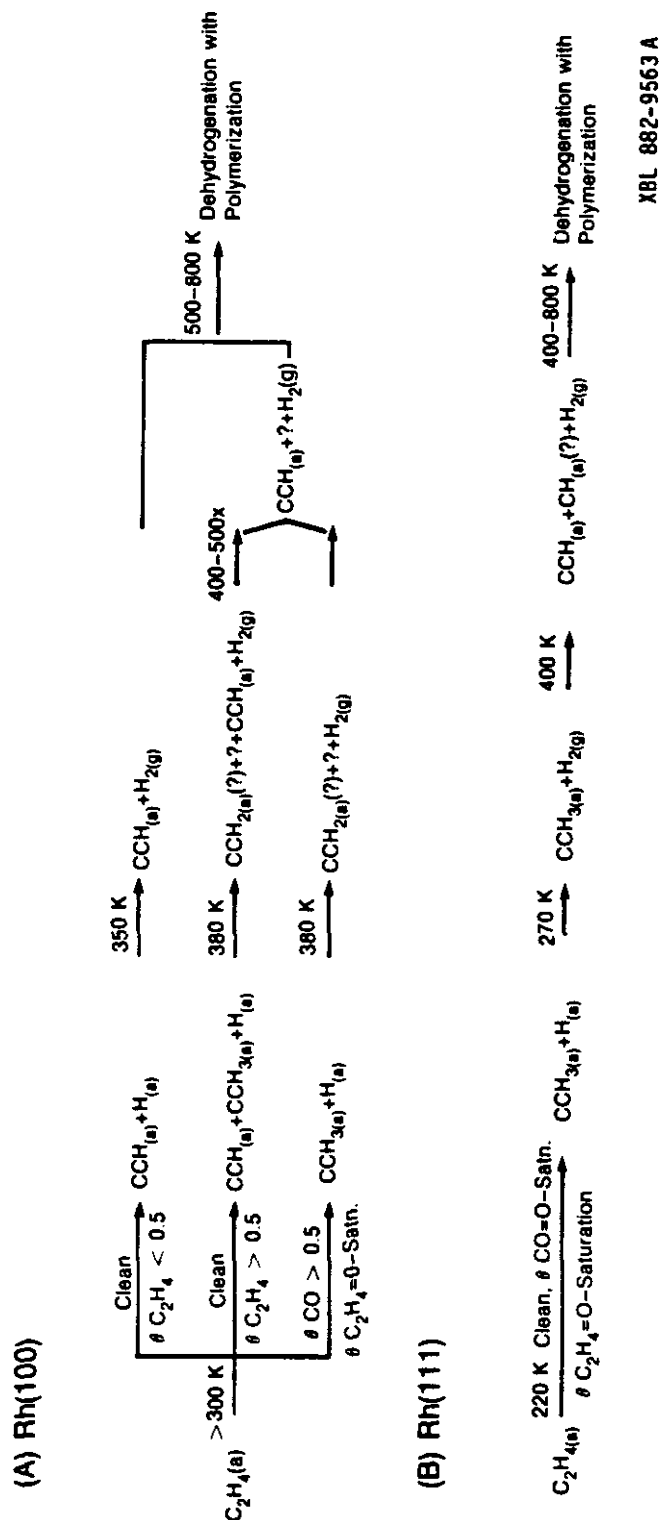 (A) Rh(100)
C₂H₄(a)
>300 K
Clean
θ C₂H₄ < 0.5
CCH(a)+H(a)
350 K
CCH(a)+H2(g)
Clean
θ C₂H₄ > 0.5
CCH(a)+CCH3(a)+H(a)
380 K
CCH2(a)(?)+?+CCH(a)+H2(g)
400-500x
θ CO > 0.5
θ C₂H₄=0-Satn.
CCH3(a)+H(a)
380 K
CCH2(a)(?)+?+H2(g)
CCH(a)+?+H2(g)
500-800 K
Dehydrogenation with
Polymerization
(B) Rh(111)
C₂H4(a)
220 K Clean, θ CO=O-Satn.
θ C₂H₄=O-Saturation
CCH3(a)+H(a)
270 K
CCH3(a)+H2(g)
400 K
CCH(a)+CH(a)(?)+H2(g)
400-800 K
Dehydrogenation with
Polymerization
XBL 882-9563 A